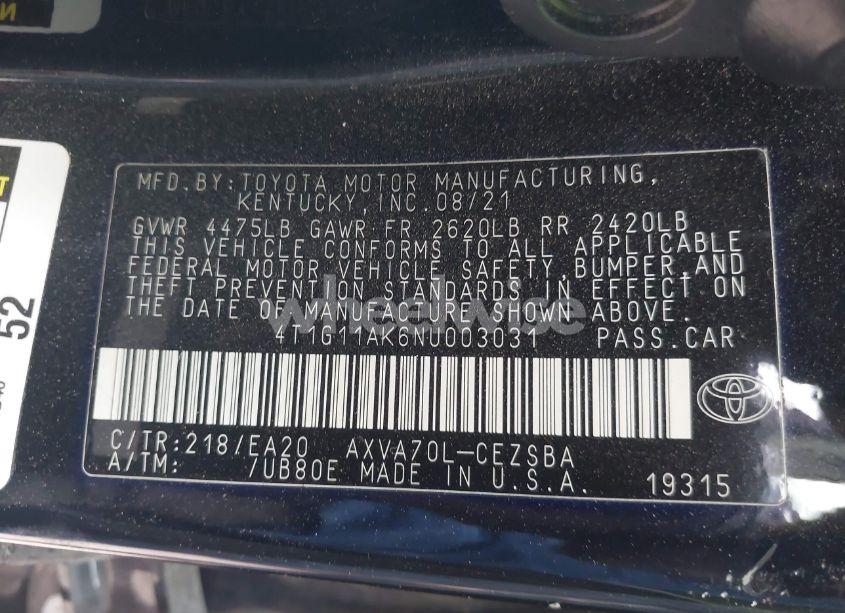 MFD. BY: TOYOTA MOTOR MANUFACTURING,
KENTUCKY, INC. 08/21
GVWR 4475LB GAWR FR 2620LB RR 2420LB
THIS VEHICLE CONFORMS TO ALL APPLICABLE
FEDERAL MOTOR VEHICLE SAFETY, BUMPER, AND
THEFT PREVENTION STANDARDS IN EFFECT ON
THE DATE OF MANUFACTURE SHOWN ABOVE.
wheelwise
4T1G11AK6NU003031 PASS. CAR
C/TR: 218/EA20 AXVA70L-CEZSBA
A/TM: /UB80E MADE IN U.S.A. 19315
52